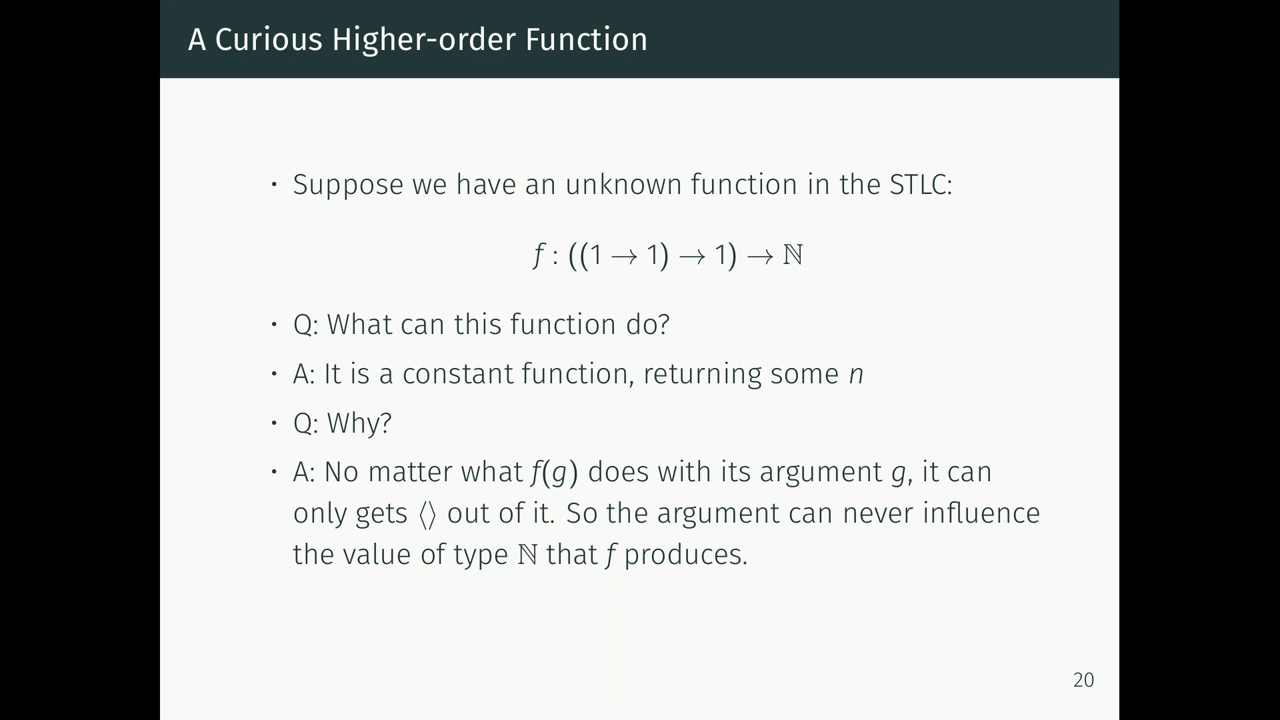 A Curious Higher-order Function
• Suppose we have an unknown function in the STLC:
f : ((1 → 1) → 1) → ℕ
• Q: What can this function do?
• A: It is a constant function, returning some n
• Q: Why?
• A: No matter what f(g) does with its argument g, it can
only gets ⟨⟩ out of it. So the argument can never influence
the value of type ℕ that f produces.
20